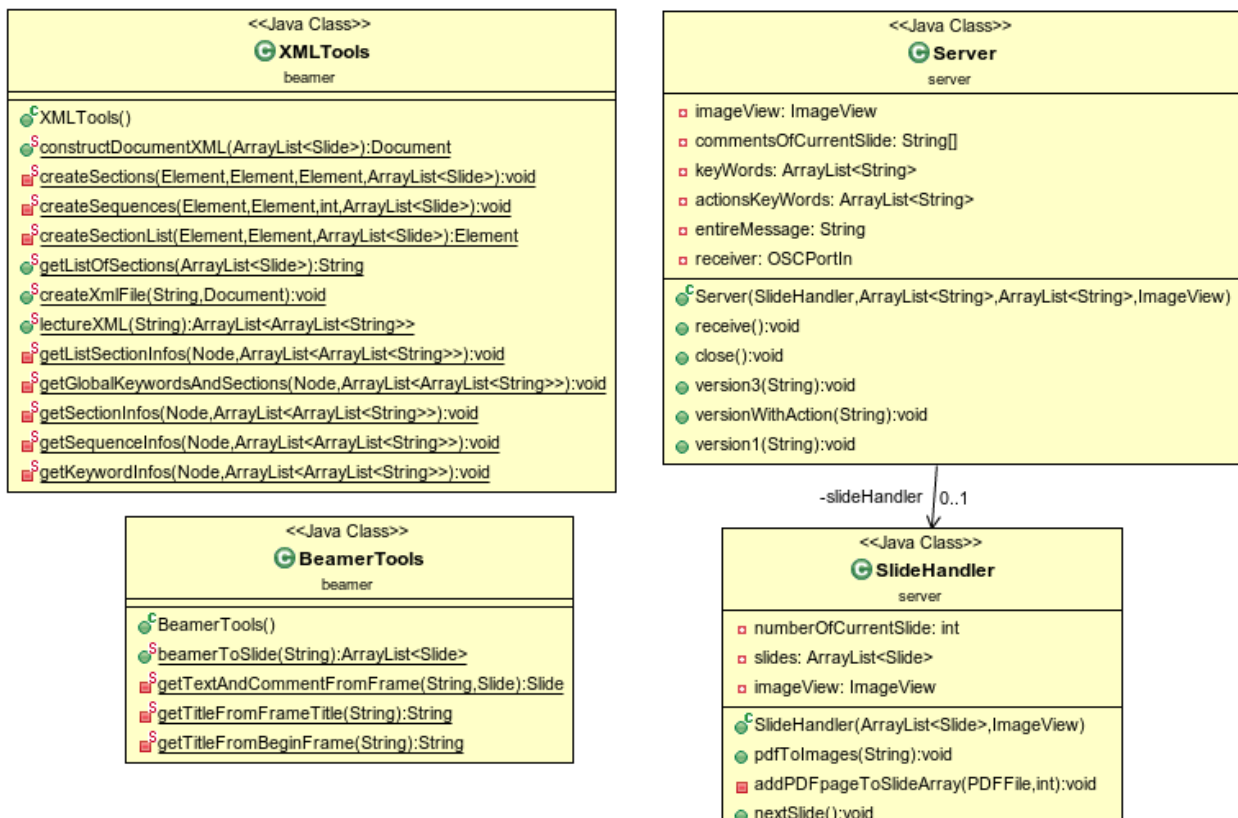 <<Java Class>>
XMLTools
beamer
XMLTools()
constructDocumentXML(ArrayList<Slide>):Document
createSections(Element,Element,Element,ArrayList<Slide>):void
createSequences(Element,Element,int,ArrayList<Slide>):void
createSectionList(Element,Element,ArrayList<Slide>):Element
getListOfSections(ArrayList<Slide>):String
createXmlFile(String,Document):void
lectureXML(String):ArrayList<ArrayList<String>>
getListSectionInfos(Node,ArrayList<ArrayList<String>>):void
getGlobalKeywordsAndSections(Node,ArrayList<ArrayList<String>>):void
getSectionInfos(Node,ArrayList<ArrayList<String>>):void
getSequenceInfos(Node,ArrayList<ArrayList<String>>):void
getKeywordInfos(Node,ArrayList<ArrayList<String>>):void
<<Java Class>>
BeamerTools
beamer
BeamerTools()
beamerToSlide(String):ArrayList<Slide>
getTextAndCommentFromFrame(String,Slide):Slide
getTitleFromFrameTitle(String):String
getTitleFromBeginFrame(String):String
<<Java Class>>
Server
server
imageView: ImageView
commentsOfCurrentSlide: String[]
keyWords: ArrayList<String>
actionsKeyWords: ArrayList<String>
entireMessage: String
receiver: OSCPortIn
Server(SlideHandler,ArrayList<String>,ArrayList<String>,ImageView)
receive():void
close():void
version3(String):void
versionWithAction(String):void
version1(String):void
-slideHandler 0..1
<<Java Class>>
SlideHandler
server
numberOfCurrentSlide: int
slides: ArrayList<Slide>
imageView: ImageView
SlideHandler(ArrayList<Slide>,ImageView)
pdfToImages(String):void
addPDFpageToSlideArray(PDFFile,int):void
nextSlide():void